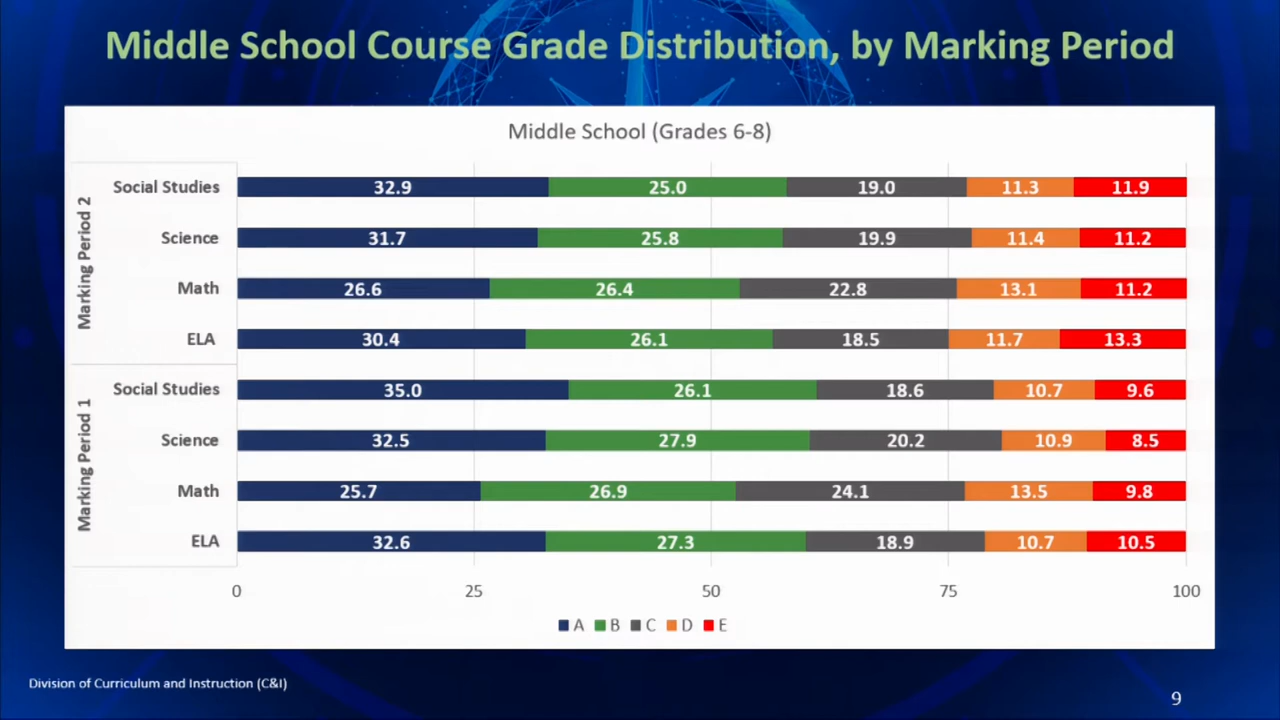 Middle School Course Grade Distribution, by Marking Period
Middle School (Grades 6-8)
Marking Period 2
Social Studies 32.9 25.0 19.0 11.3 11.9
Science 31.7 25.8 19.9 11.4 11.2
Math 26.6 26.4 22.8 13.1 11.2
ELA 30.4 26.1 18.5 11.7 13.3
Marking Period 1
Social Studies 35.0 26.1 18.6 10.7 9.6
Science 32.5 27.9 20.2 10.9 8.5
Math 25.7 26.9 24.1 13.5 9.8
ELA 32.6 27.3 18.9 10.7 10.5
0 25 50 75 100
A B C D E
Division of Curriculum and Instruction (C&I)
9